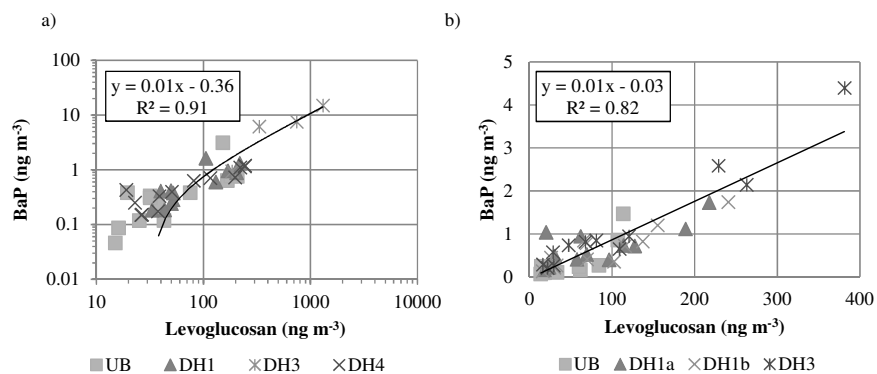 a)
100
10
1
0.1
0.01
BaP (ng m-3)
y = 0.01x - 0.36
R² = 0.91
10 100 1000 10000
Levoglucosan (ng m-3)
UB DH1 DH3 DH4
b)
5
4
3
2
1
0
BaP (ng m-3)
y = 0.01x - 0.03
R² = 0.82
0 100 200 300 400
Levoglucosan (ng m-3)
UB DH1a DH1b DH3